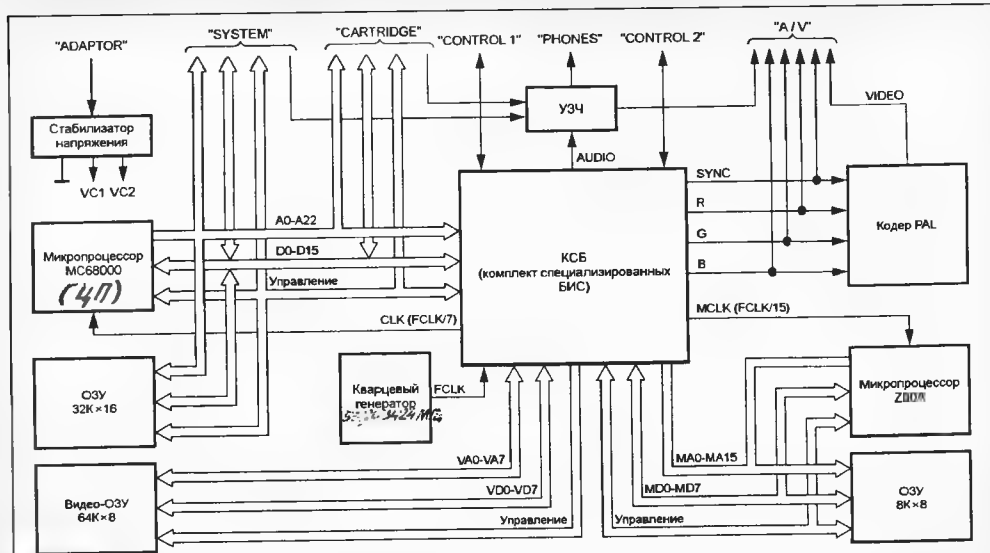 "ADAPTOR"
"SYSTEM"
"CARTRIDGE"
"CONTROL 1"
"PHONES"
"CONTROL 2"
"A / V"
VIDEO
УЗЧ
Стабилизатор
напряжения
VC1 VC2
AUDIO
SYNC
R
G
B
Кодер PAL
A0-A22
D0-D15
Управление
Микропроцессор
MC68000
(ЦП)
КСБ
(комплект специализированных
БИС)
CLK (FCLK/7)
MCLK (FCLK/15)
ОЗУ
32К×16
Кварцевый
генератор
FCLK
Микропроцессор
VA0-VA7
MA0-MA15
VD0-VD7
MD0-MD7
Видео-ОЗУ
64К×8
Управление
Управление
ОЗУ
8К×8